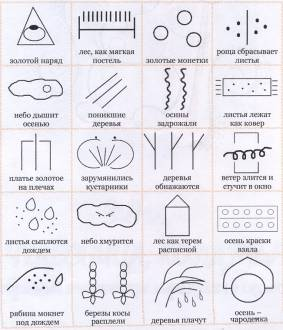 золотой наряд
лес, как мягкая
постель
золотые монетки
роща сбрасывает
листья
небо дышит
осенью
поникшие
деревья
осины
задрожали
листья лежат
как ковер
платье золотое
на плечах
зарумянились
кустарники
деревья
обнажаются
ветер злится и
стучит в окно
листья сыплются
дождем
небо хмурится
лес как терем
расписной
осень краски
взяла
рябина мокнет
под дождем
березы косы
расплели
деревья плачут
осень –
чародейка